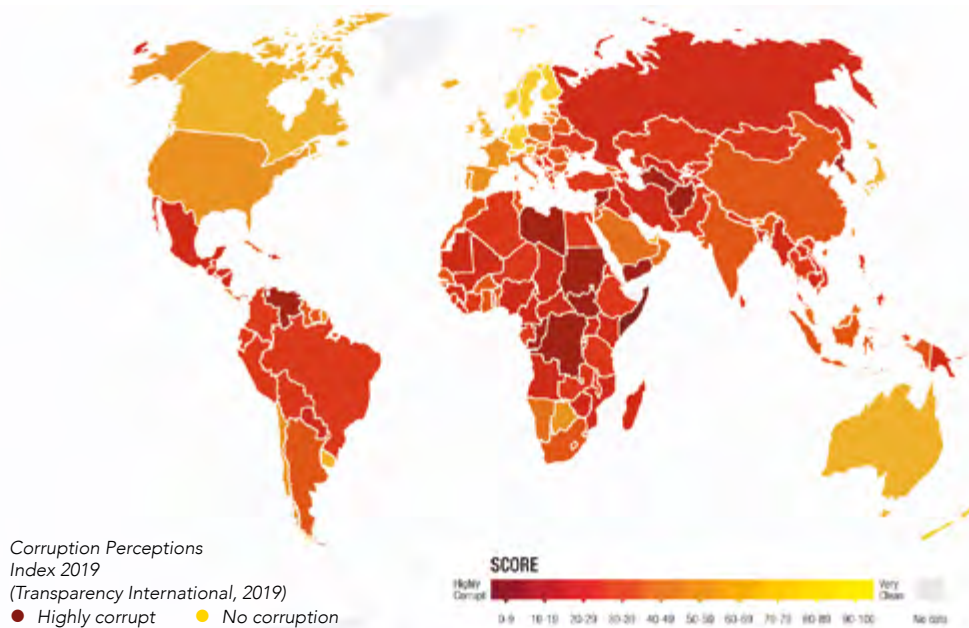 Corruption Perceptions
Index 2019
(Transparency International, 2019)
Highly corrupt No corruption
SCORE
Highly
Corrupt
Very
Clean
0-9 10-19 20-29 30-39 40-49 50-59 60-69 70-79 80-89 90-100 No data